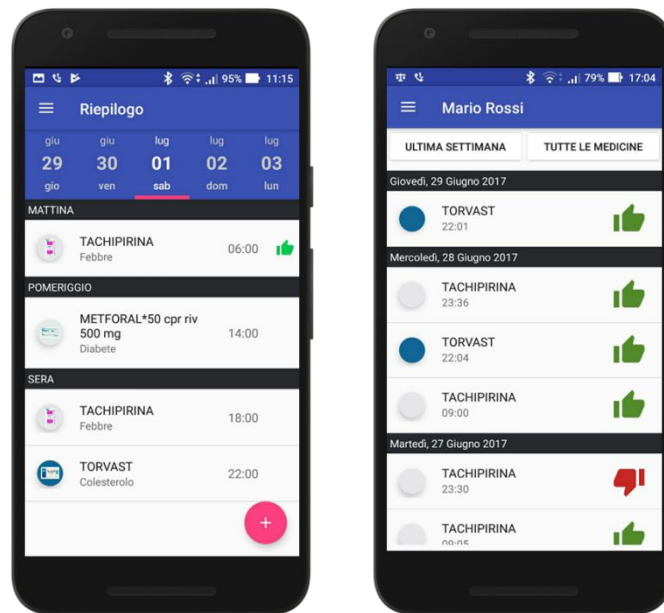 95% 11:15
Riepilogo
giu giu lug lug lug
29 30 01 02 03
gio ven sab dom lun
MATTINA
TACHIPIRINA
Febbre
06:00
POMERIGGIO
METFORAL*50 cpr riv
500 mg
Diabete
14:00
SERA
TACHIPIRINA
Febbre
18:00
TORVAST
Colesterolo
22:00
+
79% 17:04
Mario Rossi
ULTIMA SETTIMANA TUTTE LE MEDICINE
Giovedì, 29 Giugno 2017
TORVAST
22:01
Mercoledì, 28 Giugno 2017
TACHIPIRINA
23:36
TORVAST
22:04
TACHIPIRINA
09:00
Martedì, 27 Giugno 2017
TACHIPIRINA
23:30
TACHIPIRINA
09:05